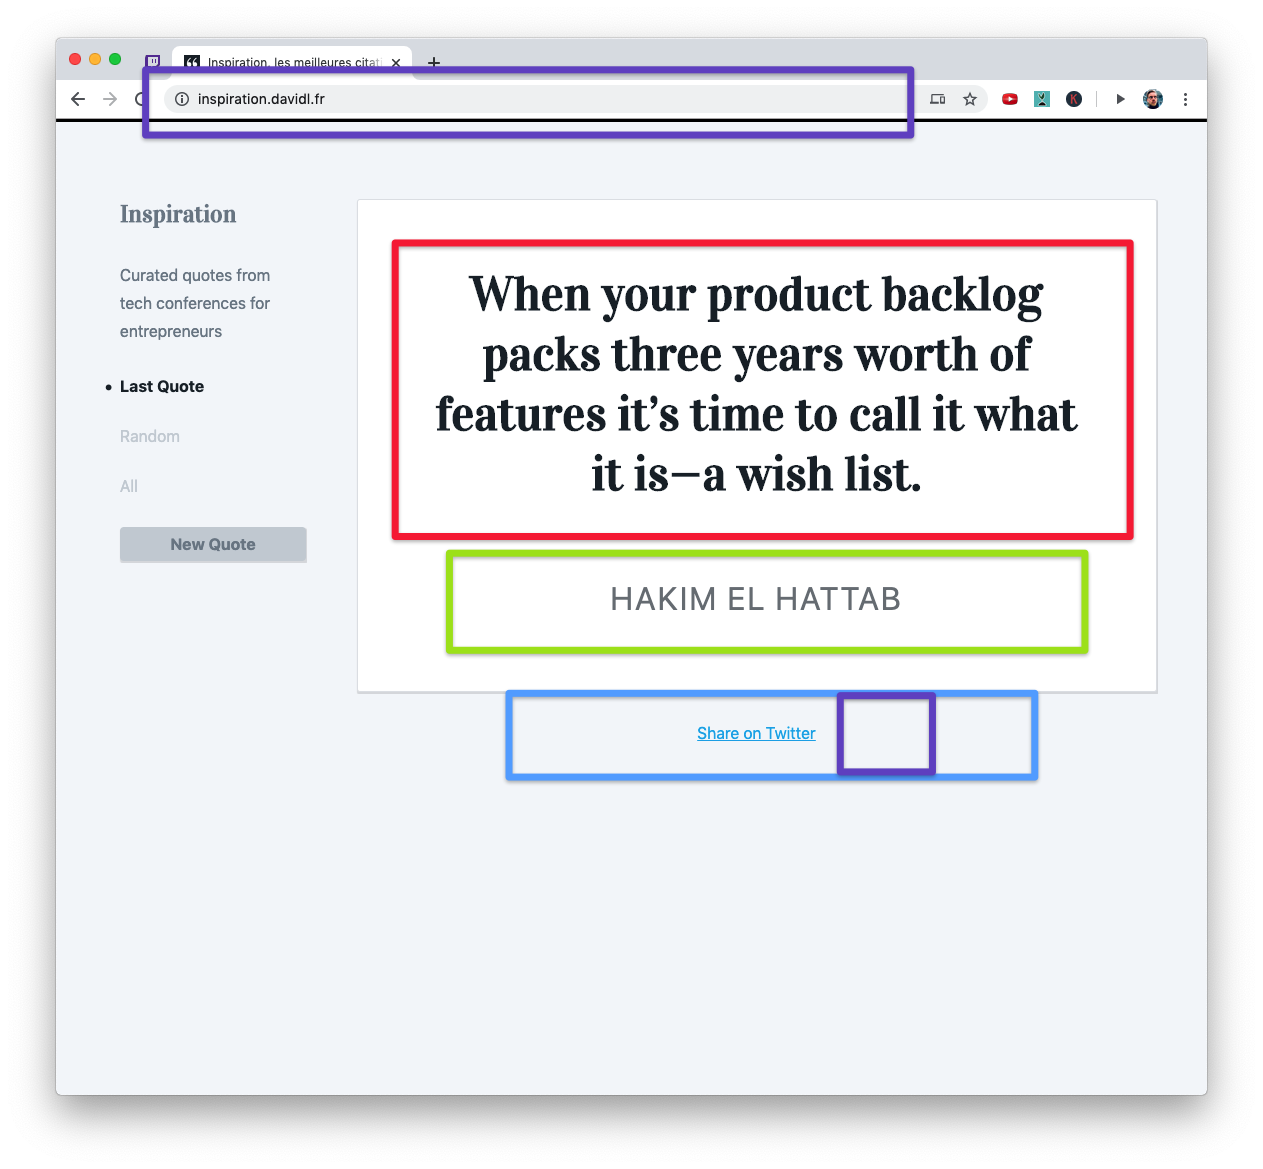 Inspiration, les meilleures citati
inspiration.davidl.fr
Inspiration
Curated quotes from
tech conferences for
entrepreneurs
• Last Quote
Random
All
New Quote
When your product backlog
packs three years worth of
features it’s time to call it what
it is—a wish list.
HAKIM EL HATTAB
Share on Twitter